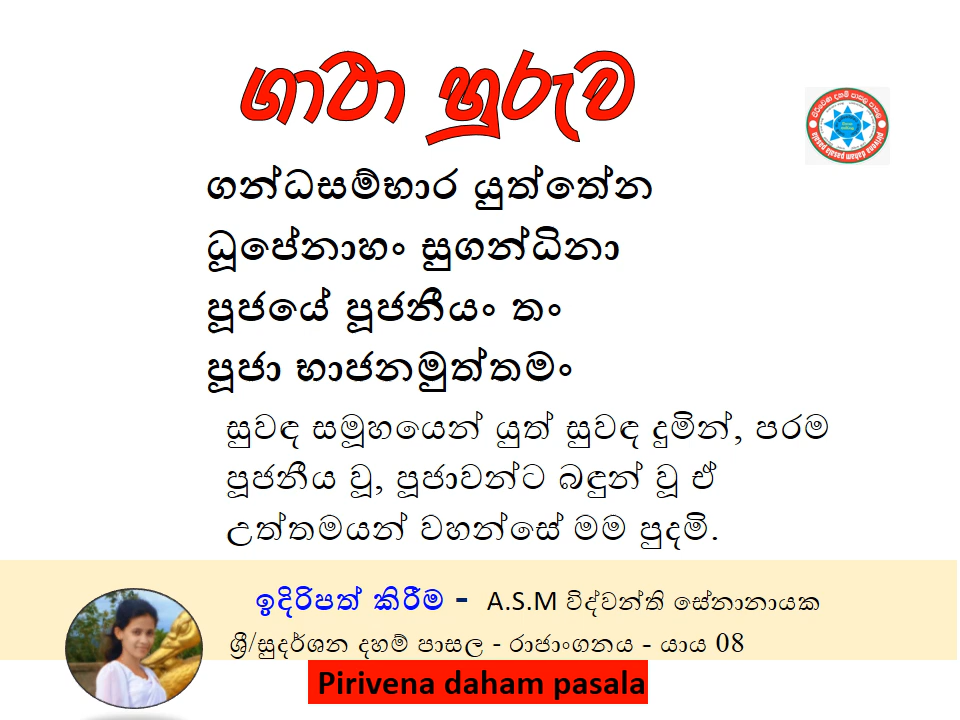 ගාථා හුරුව
ගන්ධසම්භාර යුත්තේන
ධූපේනාහං සුගන්ධිනා
පූජයේ පූජනීයං තං
පූජා භාජනමුත්තමං
සුවඳ සමූහයෙන් යුත් සුවඳ දුමින්, පරම
පූජනීය වූ, පූජාවන්ට බඳුන් වූ ඒ
උත්තමයන් වහන්සේ මම පුදමි.
ඉදිරිපත් කිරීම - A.S.M විද්වන්ති සේනානායක
ශ්‍රී/සුදර්ශන දහම් පාසල - රාජාංගනය - යාය 08
Pirivena daham pasala